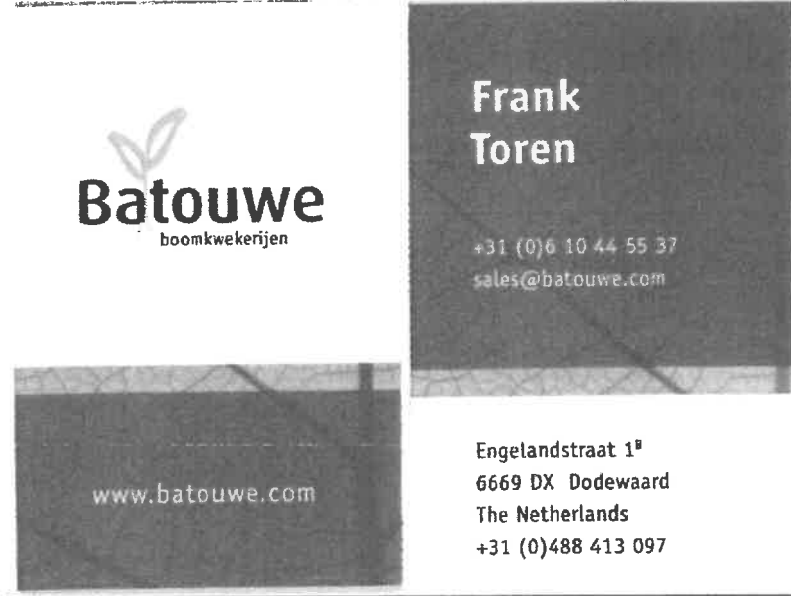 Batouwe
boomkwekerijen
www.batouwe.com
Frank
Toren
+31 (0)6 10 44 55 37
sales@batouwe.com
Engelandstraat 1ᴮ
6669 DX Dodewaard
The Netherlands
+31 (0)488 413 097